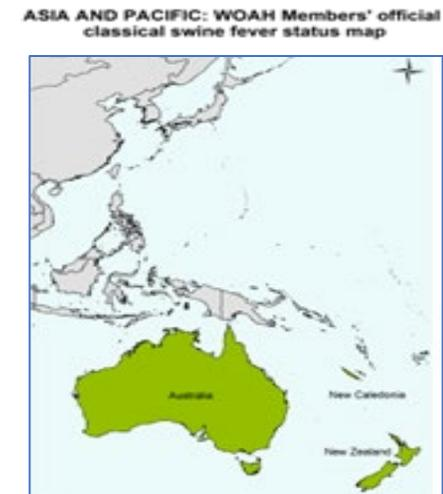 ASIA AND PACIFIC: WOAH Members' official
classical swine fever status map
Australia
New Caledonia
New Zealand